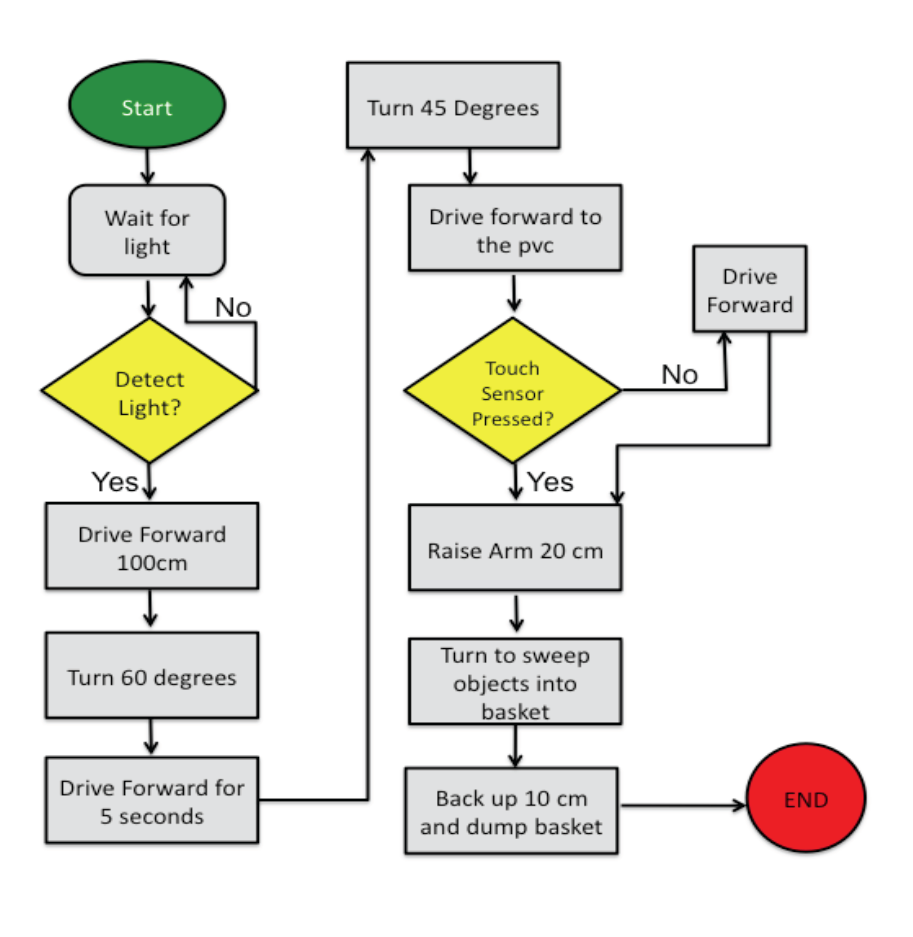 Start
Wait for
light
No
Detect
Light?
Yes
Drive Forward
100cm
Turn 60 degrees
Drive Forward for
5 seconds
Turn 45 Degrees
Drive forward to
the pvc
Touch
Sensor
Pressed?
No
Drive
Forward
Yes
Raise Arm 20 cm
Turn to sweep
objects into
basket
Back up 10 cm
and dump basket
END